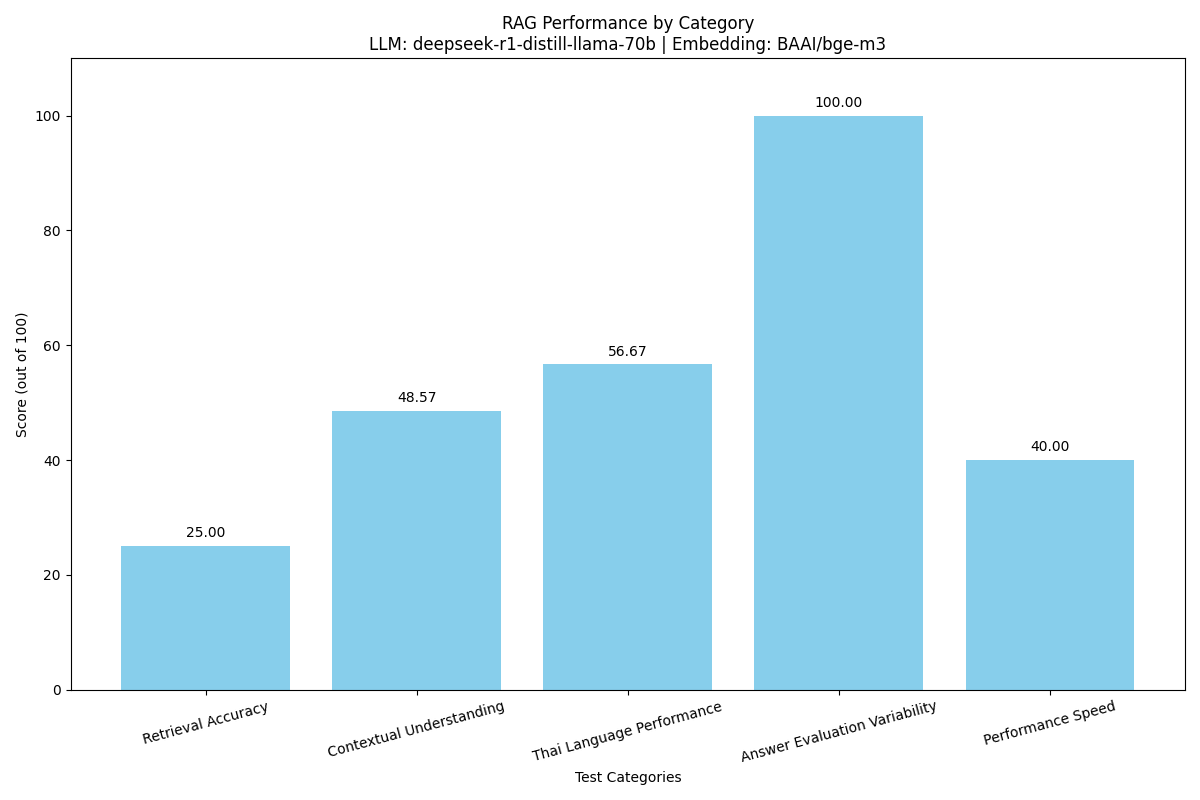 RAG Performance by Category
LLM: deepseek-r1-distill-llama-70b | Embedding: BAAI/bge-m3
Score (out of 100)
100
80
60
40
20
0
25.00
48.57
56.67
100.00
40.00
Retrieval Accuracy
Contextual Understanding
Thai Language Performance
Answer Evaluation Variability
Performance Speed
Test Categories